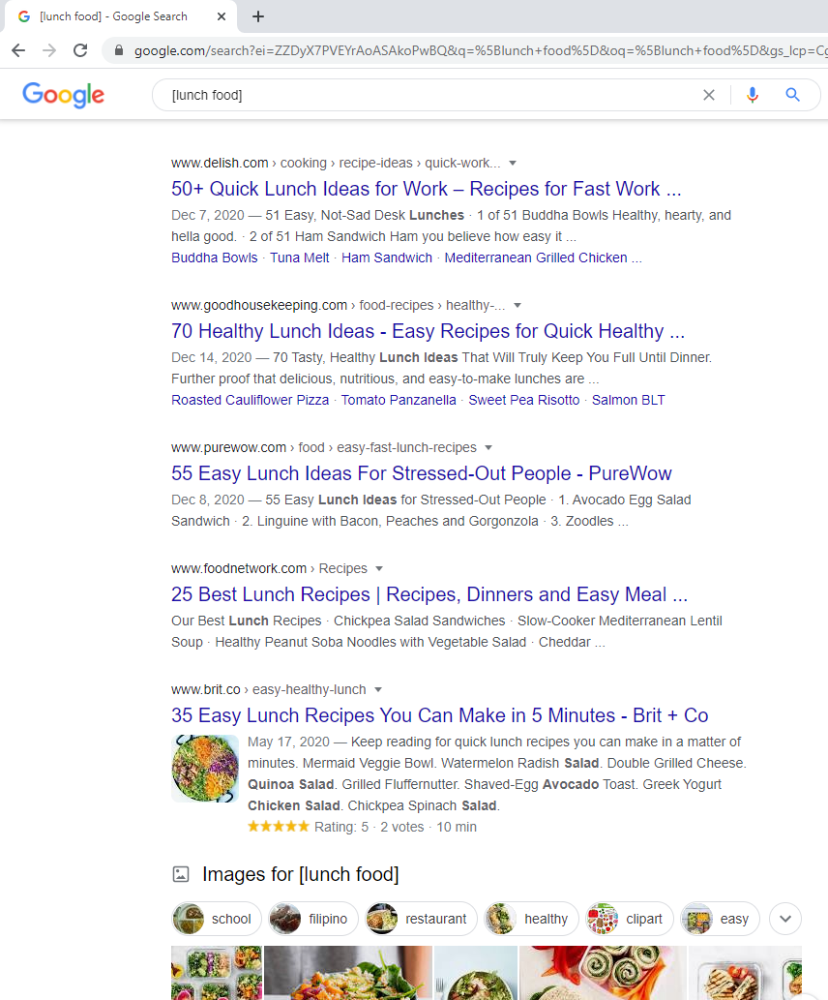 [lunch food] - Google Search
google.com/search?ei=ZZDyX7PVEYrAoASAkoPwBQ&q=%5Blunch+food%5D&oq=%5Blunch+food%5D&gs_lcp=Cg
Google
[lunch food]
www.delish.com › cooking › recipe-ideas › quick-work...
50+ Quick Lunch Ideas for Work – Recipes for Fast Work ...
Dec 7, 2020 — 51 Easy, Not-Sad Desk Lunches · 1 of 51 Buddha Bowls Healthy, hearty, and
hella good. · 2 of 51 Ham Sandwich Ham you believe how easy it ...
Buddha Bowls · Tuna Melt · Ham Sandwich · Mediterranean Grilled Chicken ...
www.goodhousekeeping.com › food-recipes › healthy-...
70 Healthy Lunch Ideas - Easy Recipes for Quick Healthy ...
Dec 14, 2020 — 70 Tasty, Healthy Lunch Ideas That Will Truly Keep You Full Until Dinner.
Further proof that delicious, nutritious, and easy-to-make lunches are ...
Roasted Cauliflower Pizza · Tomato Panzanella · Sweet Pea Risotto · Salmon BLT
www.purewow.com › food › easy-fast-lunch-recipes
55 Easy Lunch Ideas For Stressed-Out People - PureWow
Dec 8, 2020 — 55 Easy Lunch Ideas for Stressed-Out People · 1. Avocado Egg Salad
Sandwich · 2. Linguine with Bacon, Peaches and Gorgonzola · 3. Zoodles ...
www.foodnetwork.com › Recipes
25 Best Lunch Recipes | Recipes, Dinners and Easy Meal ...
Our Best Lunch Recipes · Chickpea Salad Sandwiches · Slow-Cooker Mediterranean Lentil
Soup · Healthy Peanut Soba Noodles with Vegetable Salad · Cheddar ...
www.brit.co › easy-healthy-lunch
35 Easy Lunch Recipes You Can Make in 5 Minutes - Brit + Co
May 17, 2020 — Keep reading for quick lunch recipes you can make in a matter of
minutes. Mermaid Veggie Bowl. Watermelon Radish Salad. Double Grilled Cheese.
Quinoa Salad. Grilled Fluffernutter. Shaved-Egg Avocado Toast. Greek Yogurt
Chicken Salad. Chickpea Spinach Salad.
Rating: 5 · 2 votes · 10 min
Images for [lunch food]
school filipino restaurant healthy clipart easy